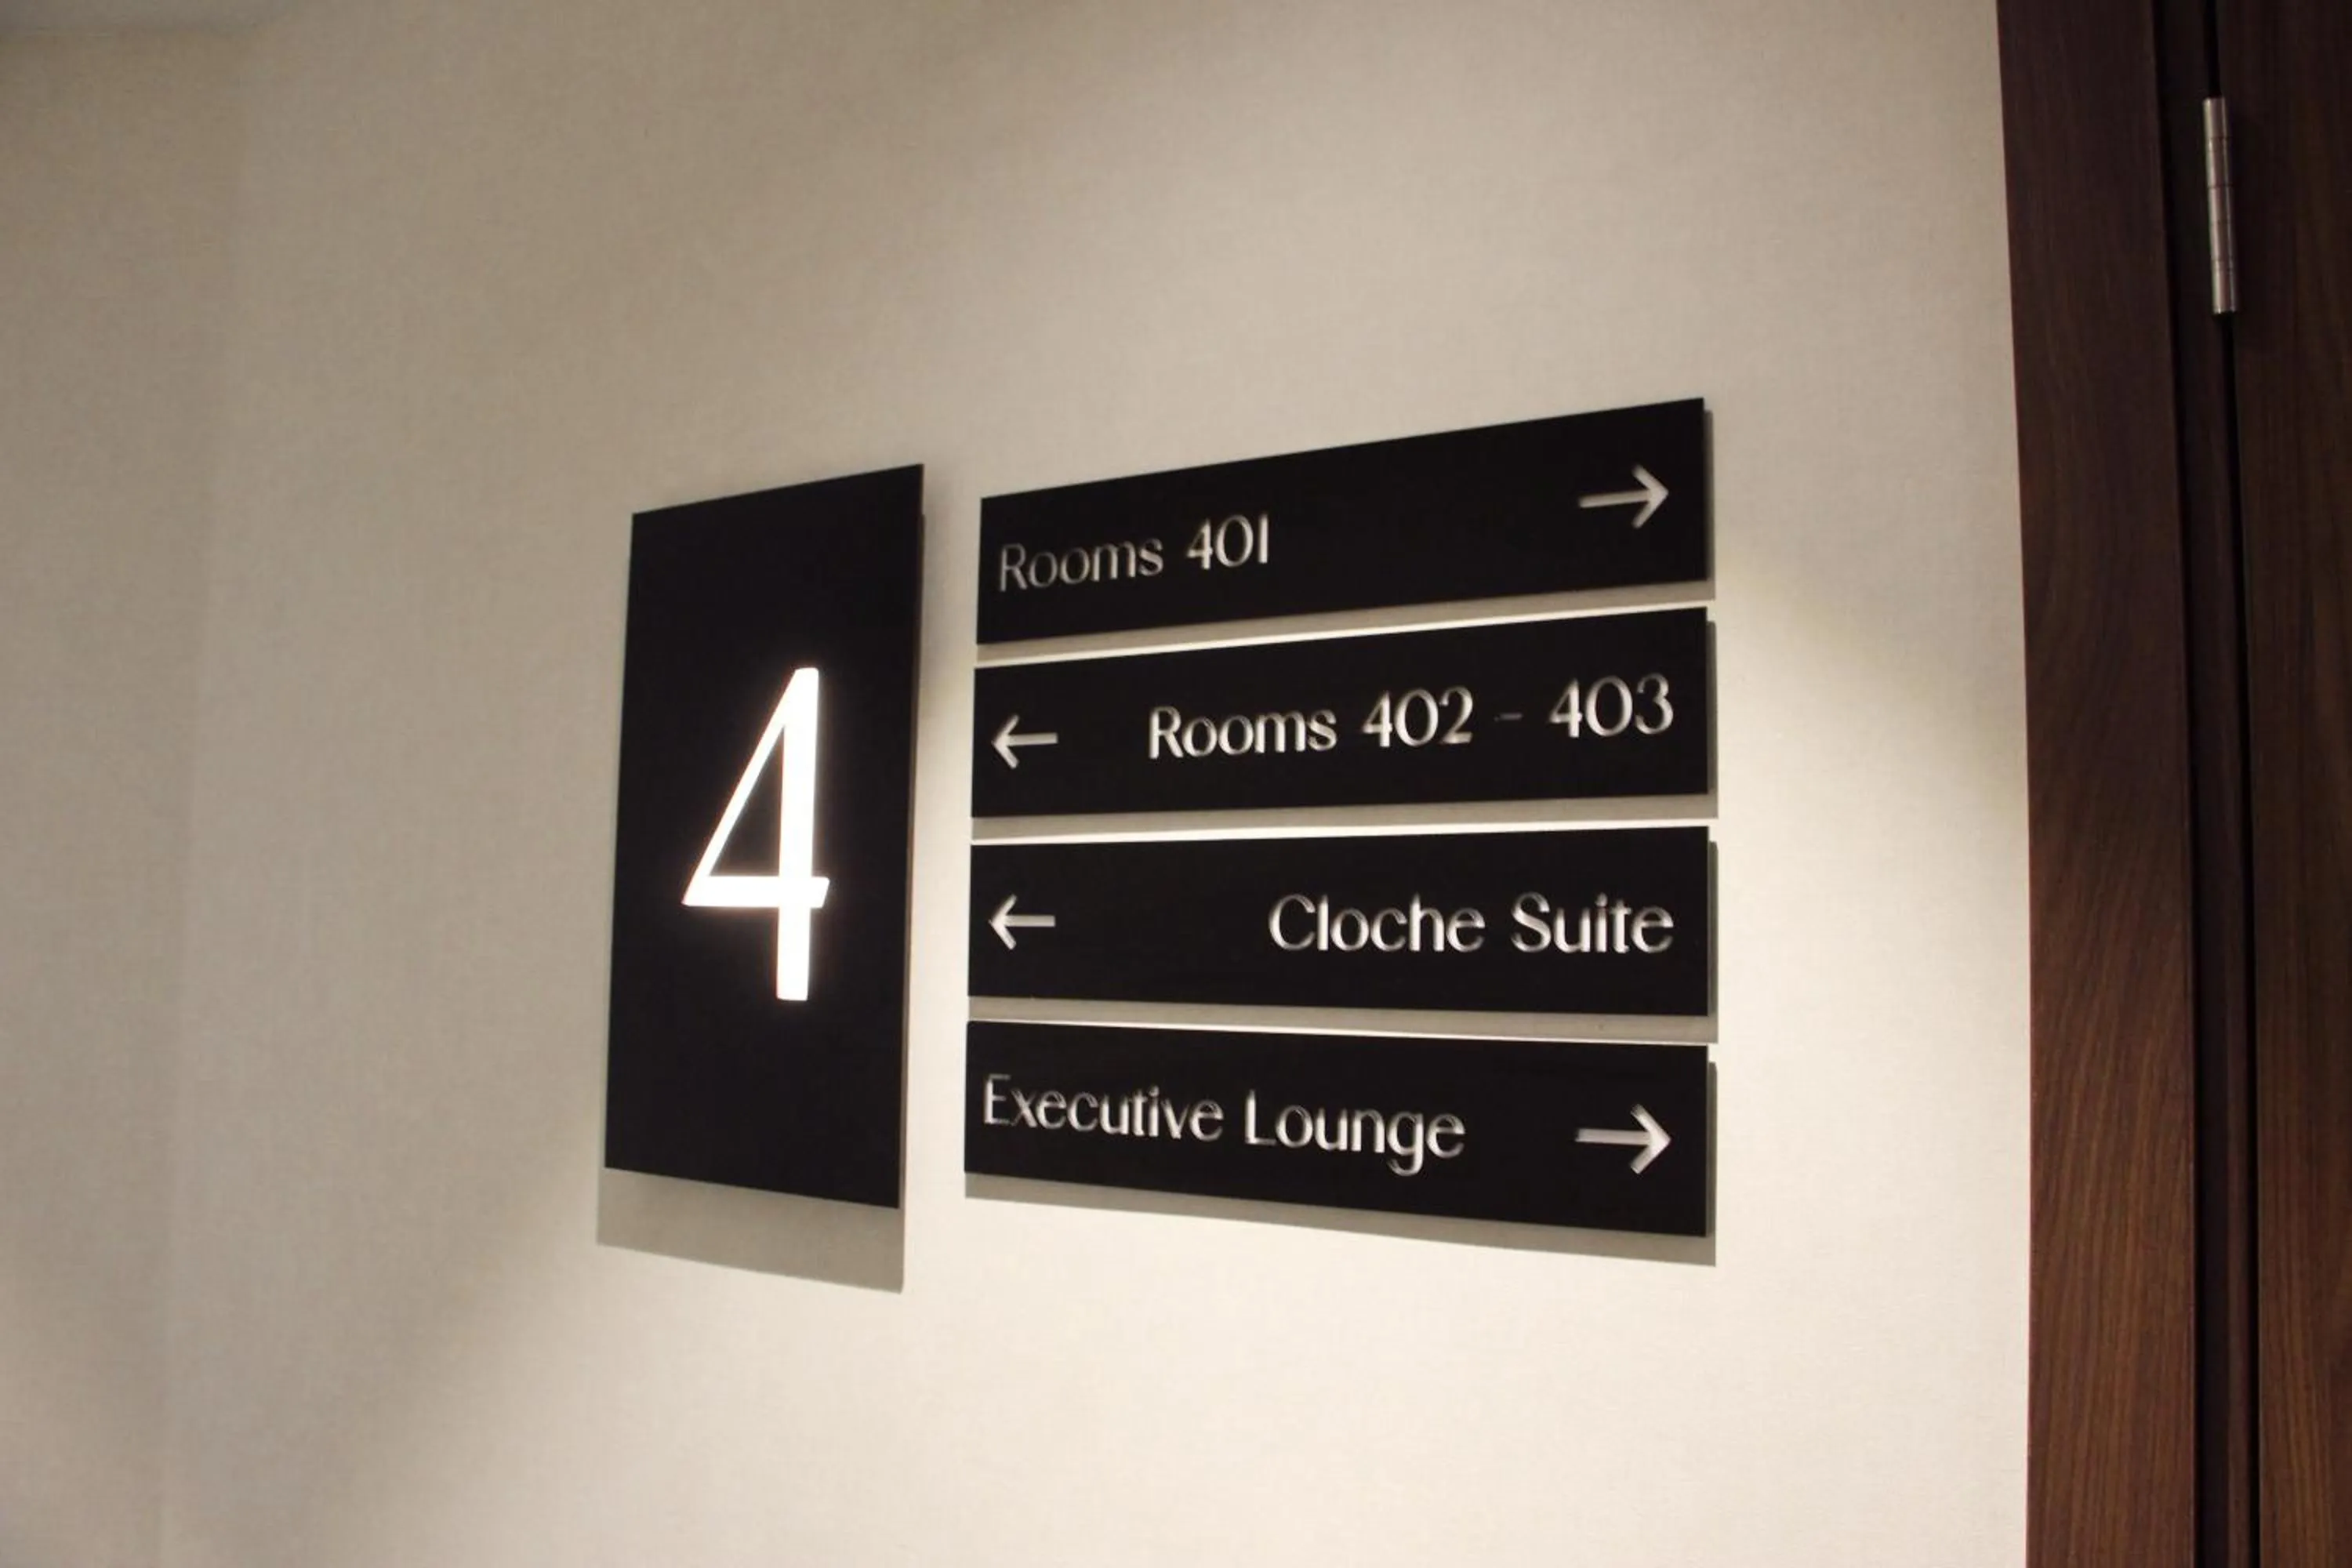 4
Rooms 401 →
← Rooms 402 - 403
← Cloche Suite
Executive Lounge →